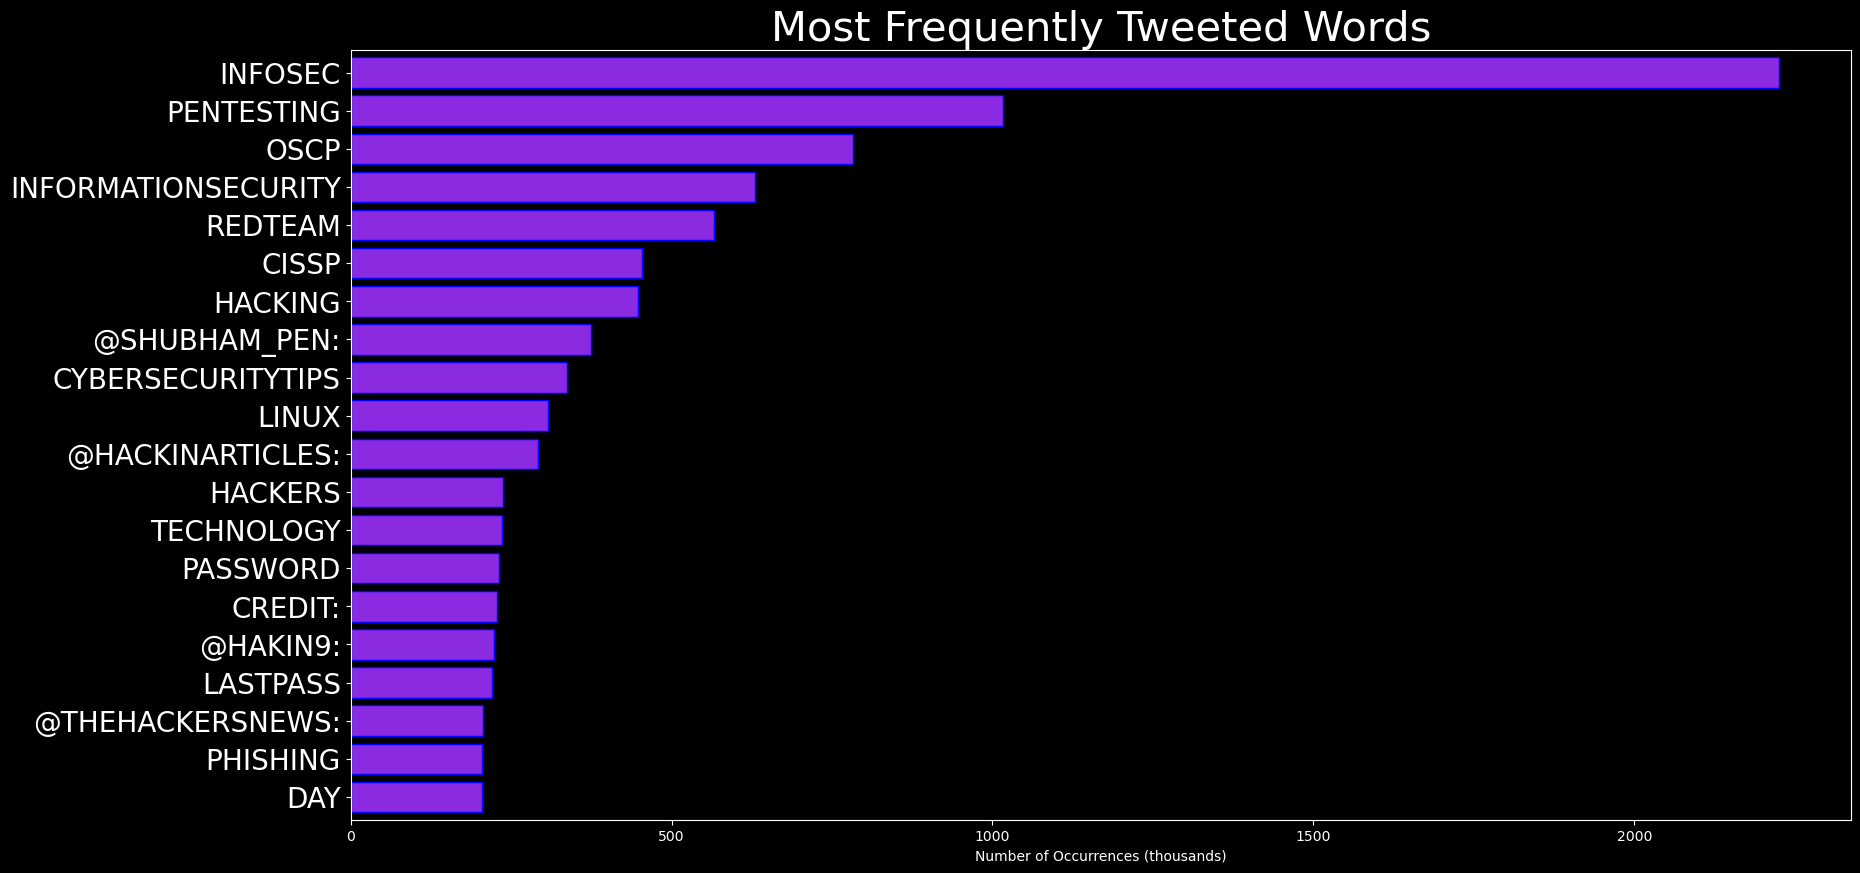 Most Frequently Tweeted Words
INFOSEC
PENTESTING
OSCP
INFORMATIONSECURITY
REDTEAM
CISSP
HACKING
@SHUBHAM_PEN:
CYBERSECURITYTIPS
LINUX
@HACKINARTICLES:
HACKERS
TECHNOLOGY
PASSWORD
CREDIT:
@HAKIN9:
LASTPASS
@THEHACKERSNEWS:
PHISHING
DAY
0 500 1000 1500 2000
Number of Occurrences (thousands)